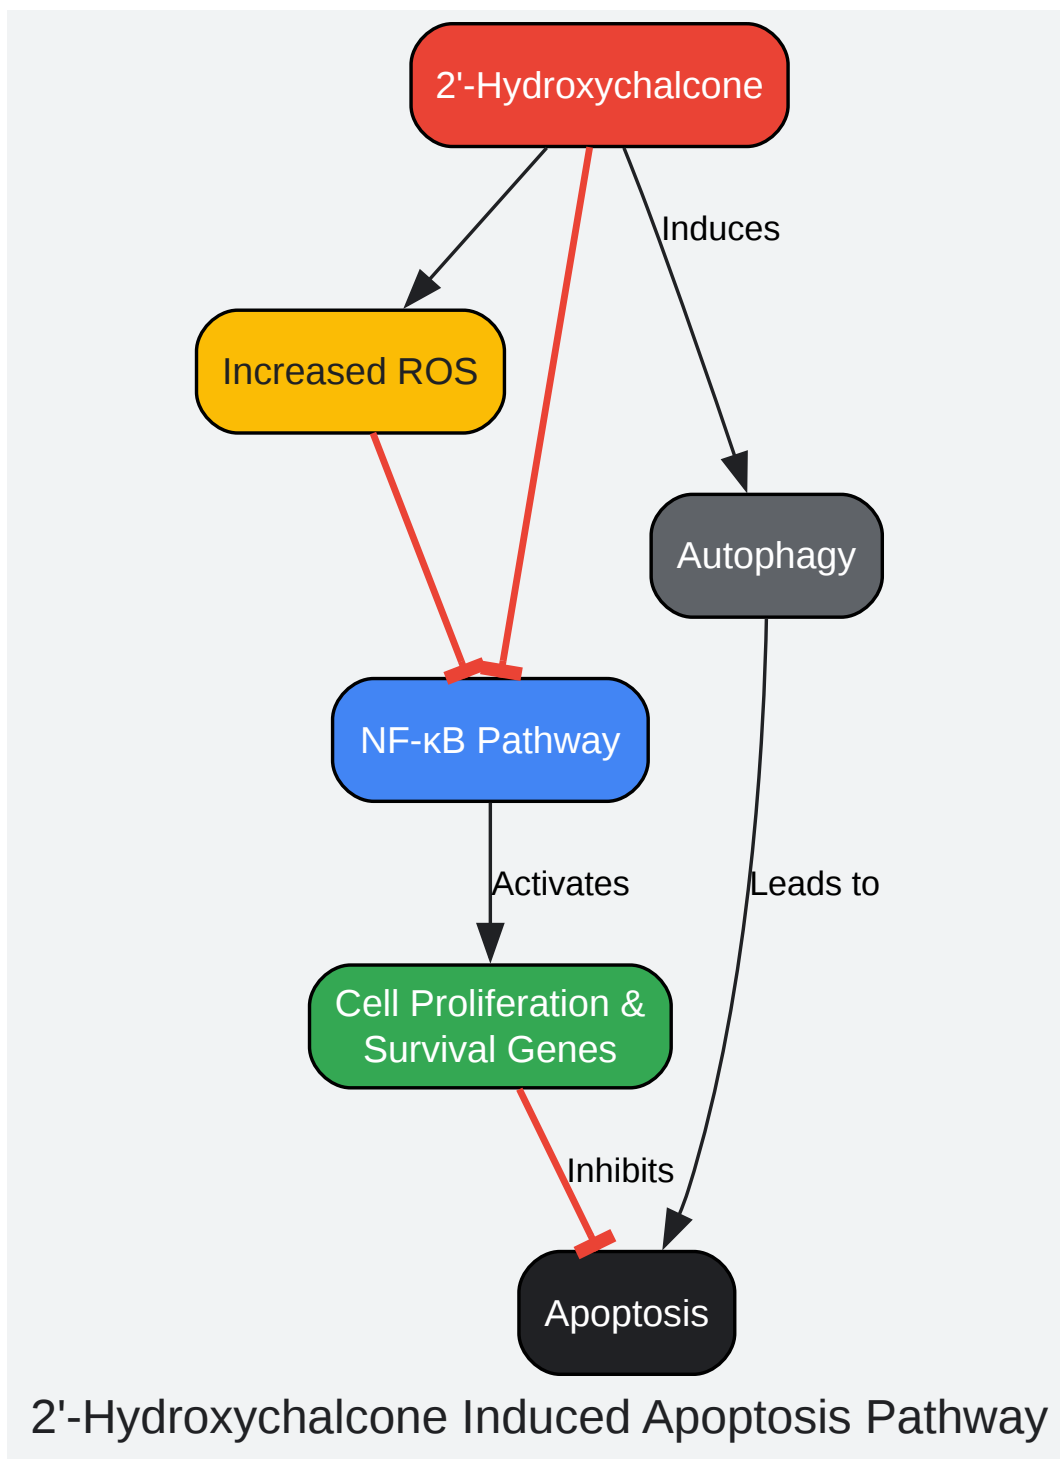 2'-Hydroxychalcone
Induces
Increased ROS
Autophagy
NF-κB Pathway
Activates
Leads to
Cell Proliferation &
Survival Genes
Inhibits
Apoptosis
2'-Hydroxychalcone Induced Apoptosis Pathway